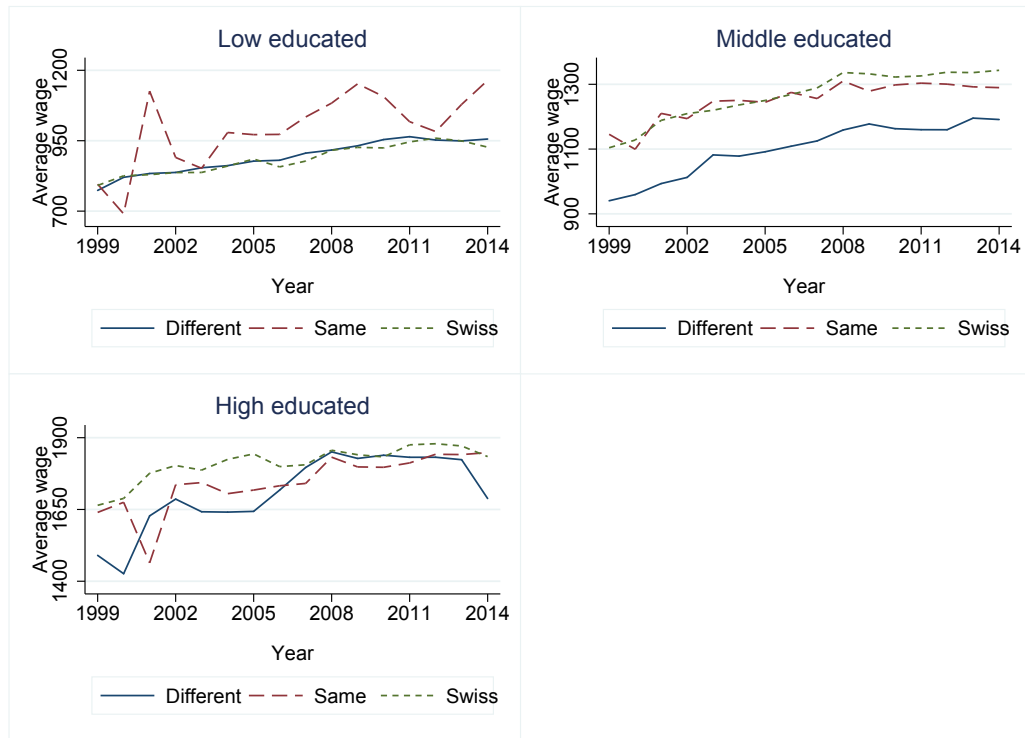 Low educated
Average wage
1200
950
700
1999 2002 2005 2008 2011 2014
Year
Different Same Swiss
Middle educated
Average wage
1300
1100
900
1999 2002 2005 2008 2011 2014
Year
Different Same Swiss
High educated
Average wage
1900
1650
1400
1999 2002 2005 2008 2011 2014
Year
Different Same Swiss